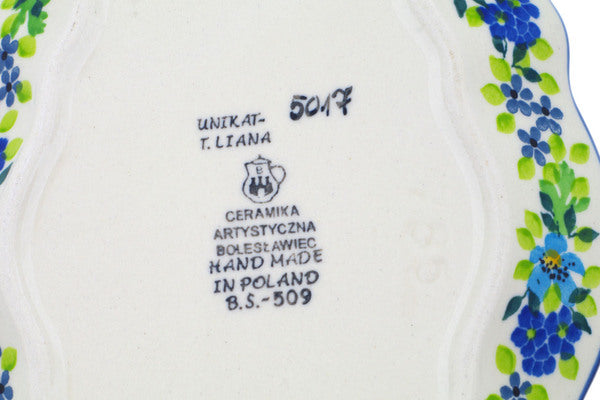 UNIKAT- 5017
T. LIANA
B
CERAMIKA
ARTYSTYCZNA
BOLESŁAWIEC
HAND MADE
IN POLAND
B.S.-509